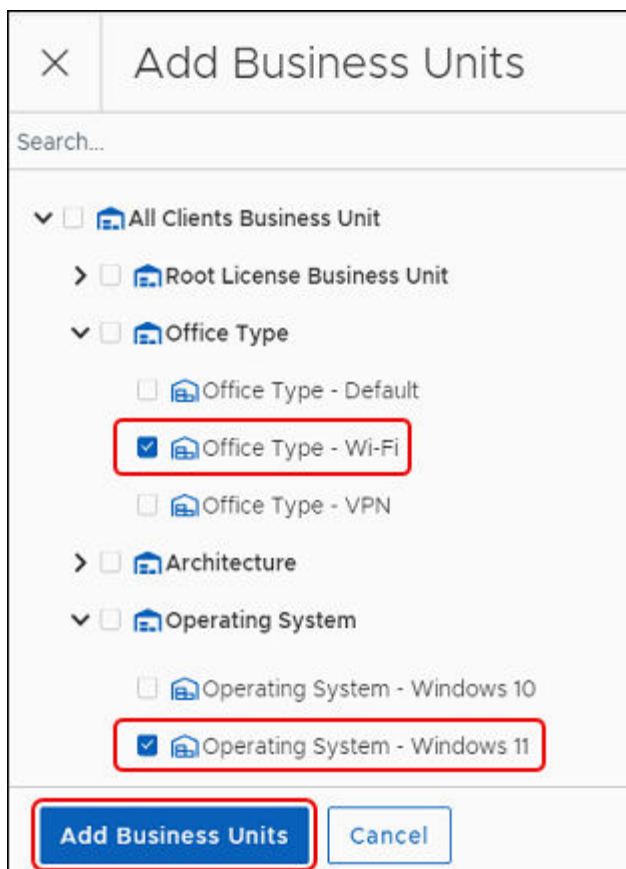 Add Business Units
Search...
All Clients Business Unit
Root License Business Unit
Office Type
Office Type - Default
Office Type - Wi-Fi
Office Type - VPN
Architecture
Operating System
Operating System - Windows 10
Operating System - Windows 11
Add Business Units
Cancel